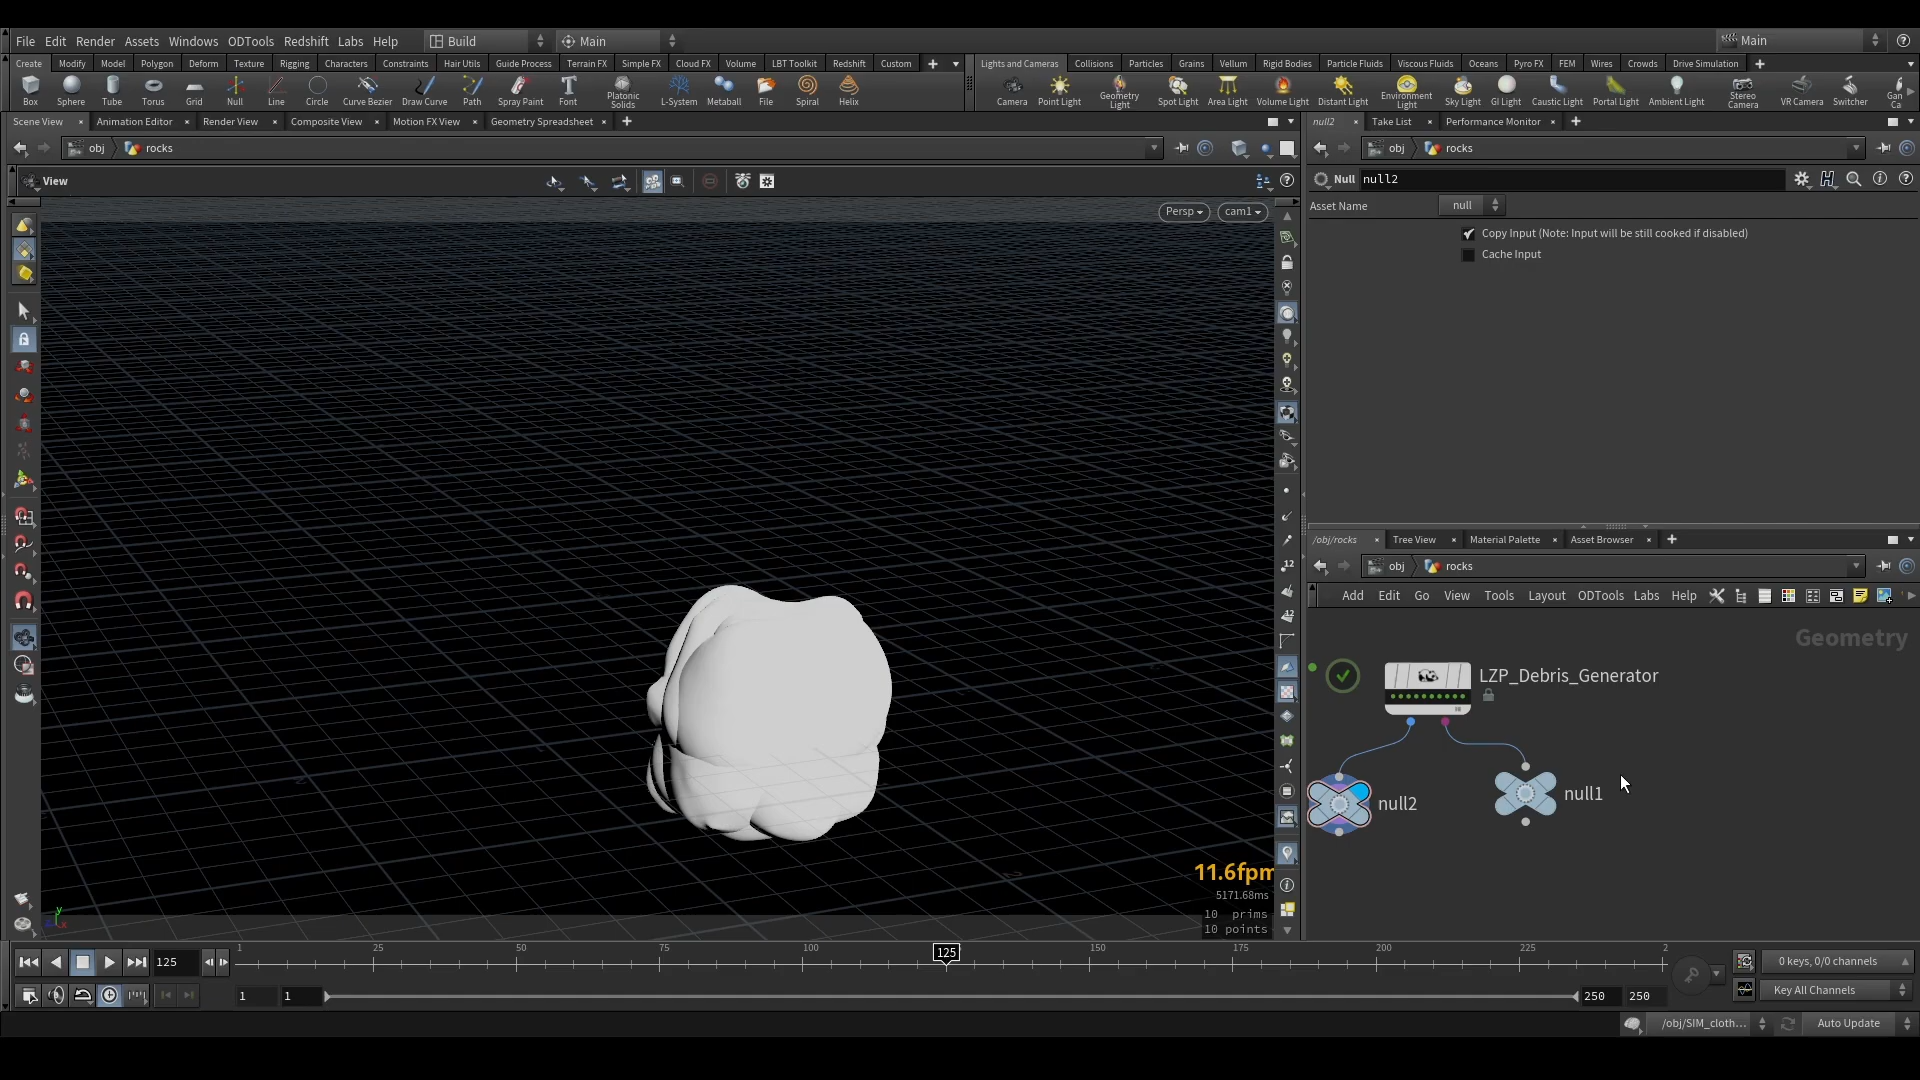 File Edit Render Assets Windows ODTools Redshift Labs Help Build Main Main
Create Modify Model Polygon Deform Texture Rigging Characters Constraints Hair Utils Guide Process Terrain FX Simple FX Cloud FX Volume LBT Toolkit Redshift Custom
Lights and Cameras Collisions Particles Grains Vellum Rigid Bodies Particle Fluids Viscous Fluids Oceans Pyro FX FEM Wires Crowds Drive Simulation
Box Sphere Tube Torus Grid Null Line Circle Curve Bezier Draw Curve Path Spray Paint Font Platonic Solids L-System Metaball File Spiral Helix
Camera Point Light Geometry Light Spot Light Area Light Volume Light Distant Light Environment Light Sky Light GI Light Caustic Light Portal Light Ambient Light Stereo Camera VR Camera Switcher Gan Ca
Scene View Animation Editor Render View Composite View Motion FX View Geometry Spreadsheet
null2 Take List Performance Monitor
obj rocks
obj rocks
View
Null null2
Asset Name null
Copy Input (Note: Input will be still cooked if disabled)
Cache Input
Persp cam1
/obj/rocks Tree View Material Palette Asset Browser
obj rocks
Add Edit Go View Tools Layout ODTools Labs Help
Geometry
LZP_Debris_Generator
null2
null1
11.6fpm
5171.68ms
10 prims
10 points
1 25 50 75 100 125 150 175 200 225 2
125
0 keys, 0/0 channels
1 1 250 250
Key All Channels
/obj/SIM_cloth... Auto Update